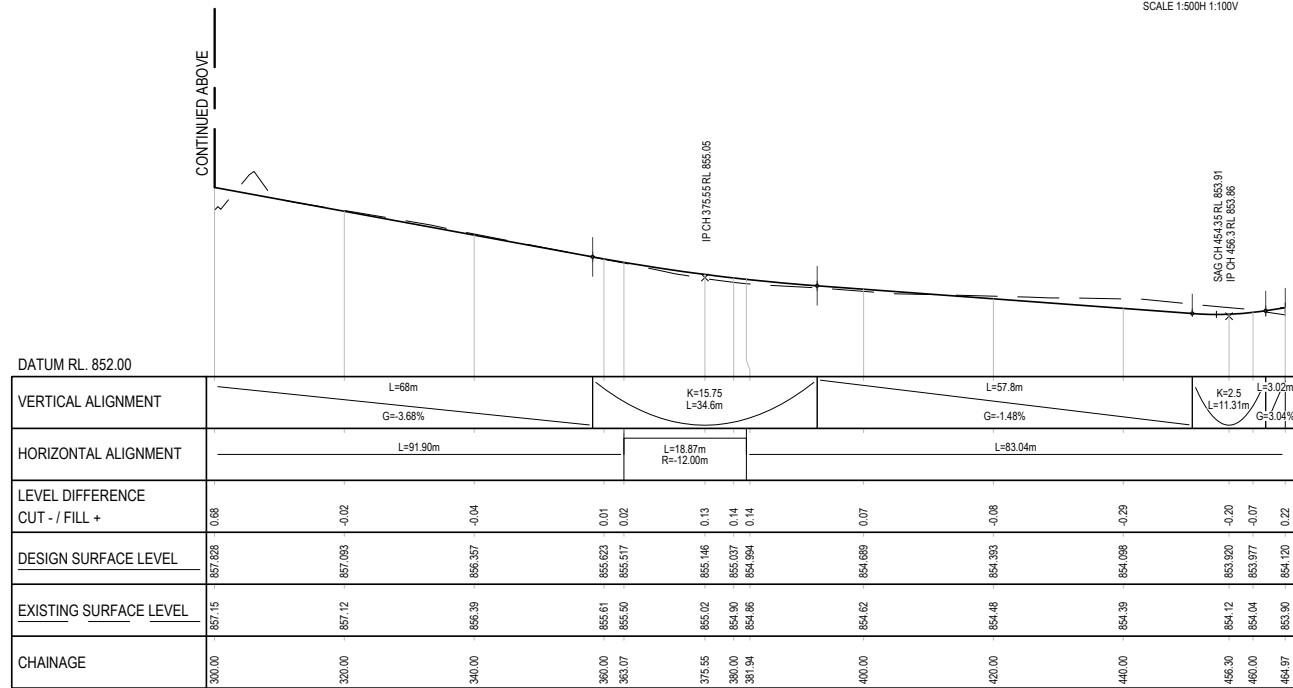 SCALE 1:500H 1:100V
CONTINUED ABOVE
IP CH 375.55 RL 855.05
SAG CH 454.35 RL 853.91
IP CH 456.3 RL 853.86
DATUM RL. 852.00
VERTICAL ALIGNMENT
L=68m
G=-3.68%
K=15.75
L=34.6m
L=57.8m
G=-1.48%
K=2.5
L=11.31m
L=3.02m
G=3.04%
HORIZONTAL ALIGNMENT
L=91.90m
L=18.87m
R=-12.00m
L=83.04m
LEVEL DIFFERENCE
CUT - / FILL +
0.68 -0.02 -0.04 0.01 0.02 0.13 0.14 0.14 0.07 -0.08 -0.29 -0.20 -0.07 0.22
DESIGN SURFACE LEVEL
857.828 857.093 856.357 855.623 855.517 855.146 855.037 854.994 854.689 854.393 854.098 853.920 853.977 854.120
EXISTING SURFACE LEVEL
857.15 857.12 856.39 855.61 855.50 855.02 854.90 854.86 854.62 854.48 854.39 854.12 854.04 853.90
CHAINAGE
300.00 320.00 340.00 360.00 363.07 375.55 380.00 381.94 400.00 420.00 440.00 456.30 460.00 464.97